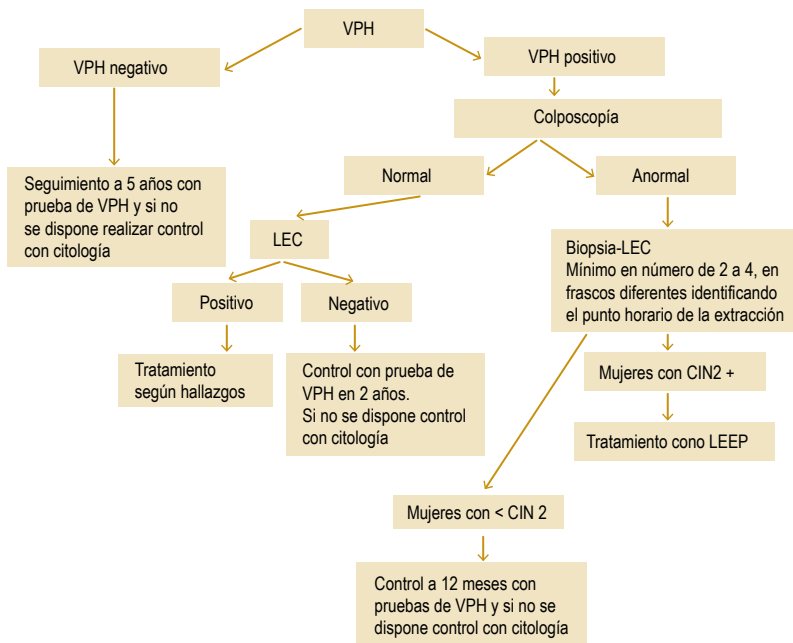 VPH
VPH negativo
VPH positivo
Colposcopía
Seguimiento a 5 años con
prueba de VPH y si no
se dispone realizar control
con citología
Normal
Anormal
LEC
Biopsia-LEC
Mínimo en número de 2 a 4, en
frascos diferentes identificando
el punto horario de la extracción
Positivo
Negativo
Tratamiento
según hallazgos
Control con prueba de
VPH en 2 años.
Si no se dispone control
con citología
Mujeres con CIN2 +
Tratamiento cono LEEP
Mujeres con < CIN 2
Control a 12 meses con
pruebas de VPH y si no se
dispone control con citología